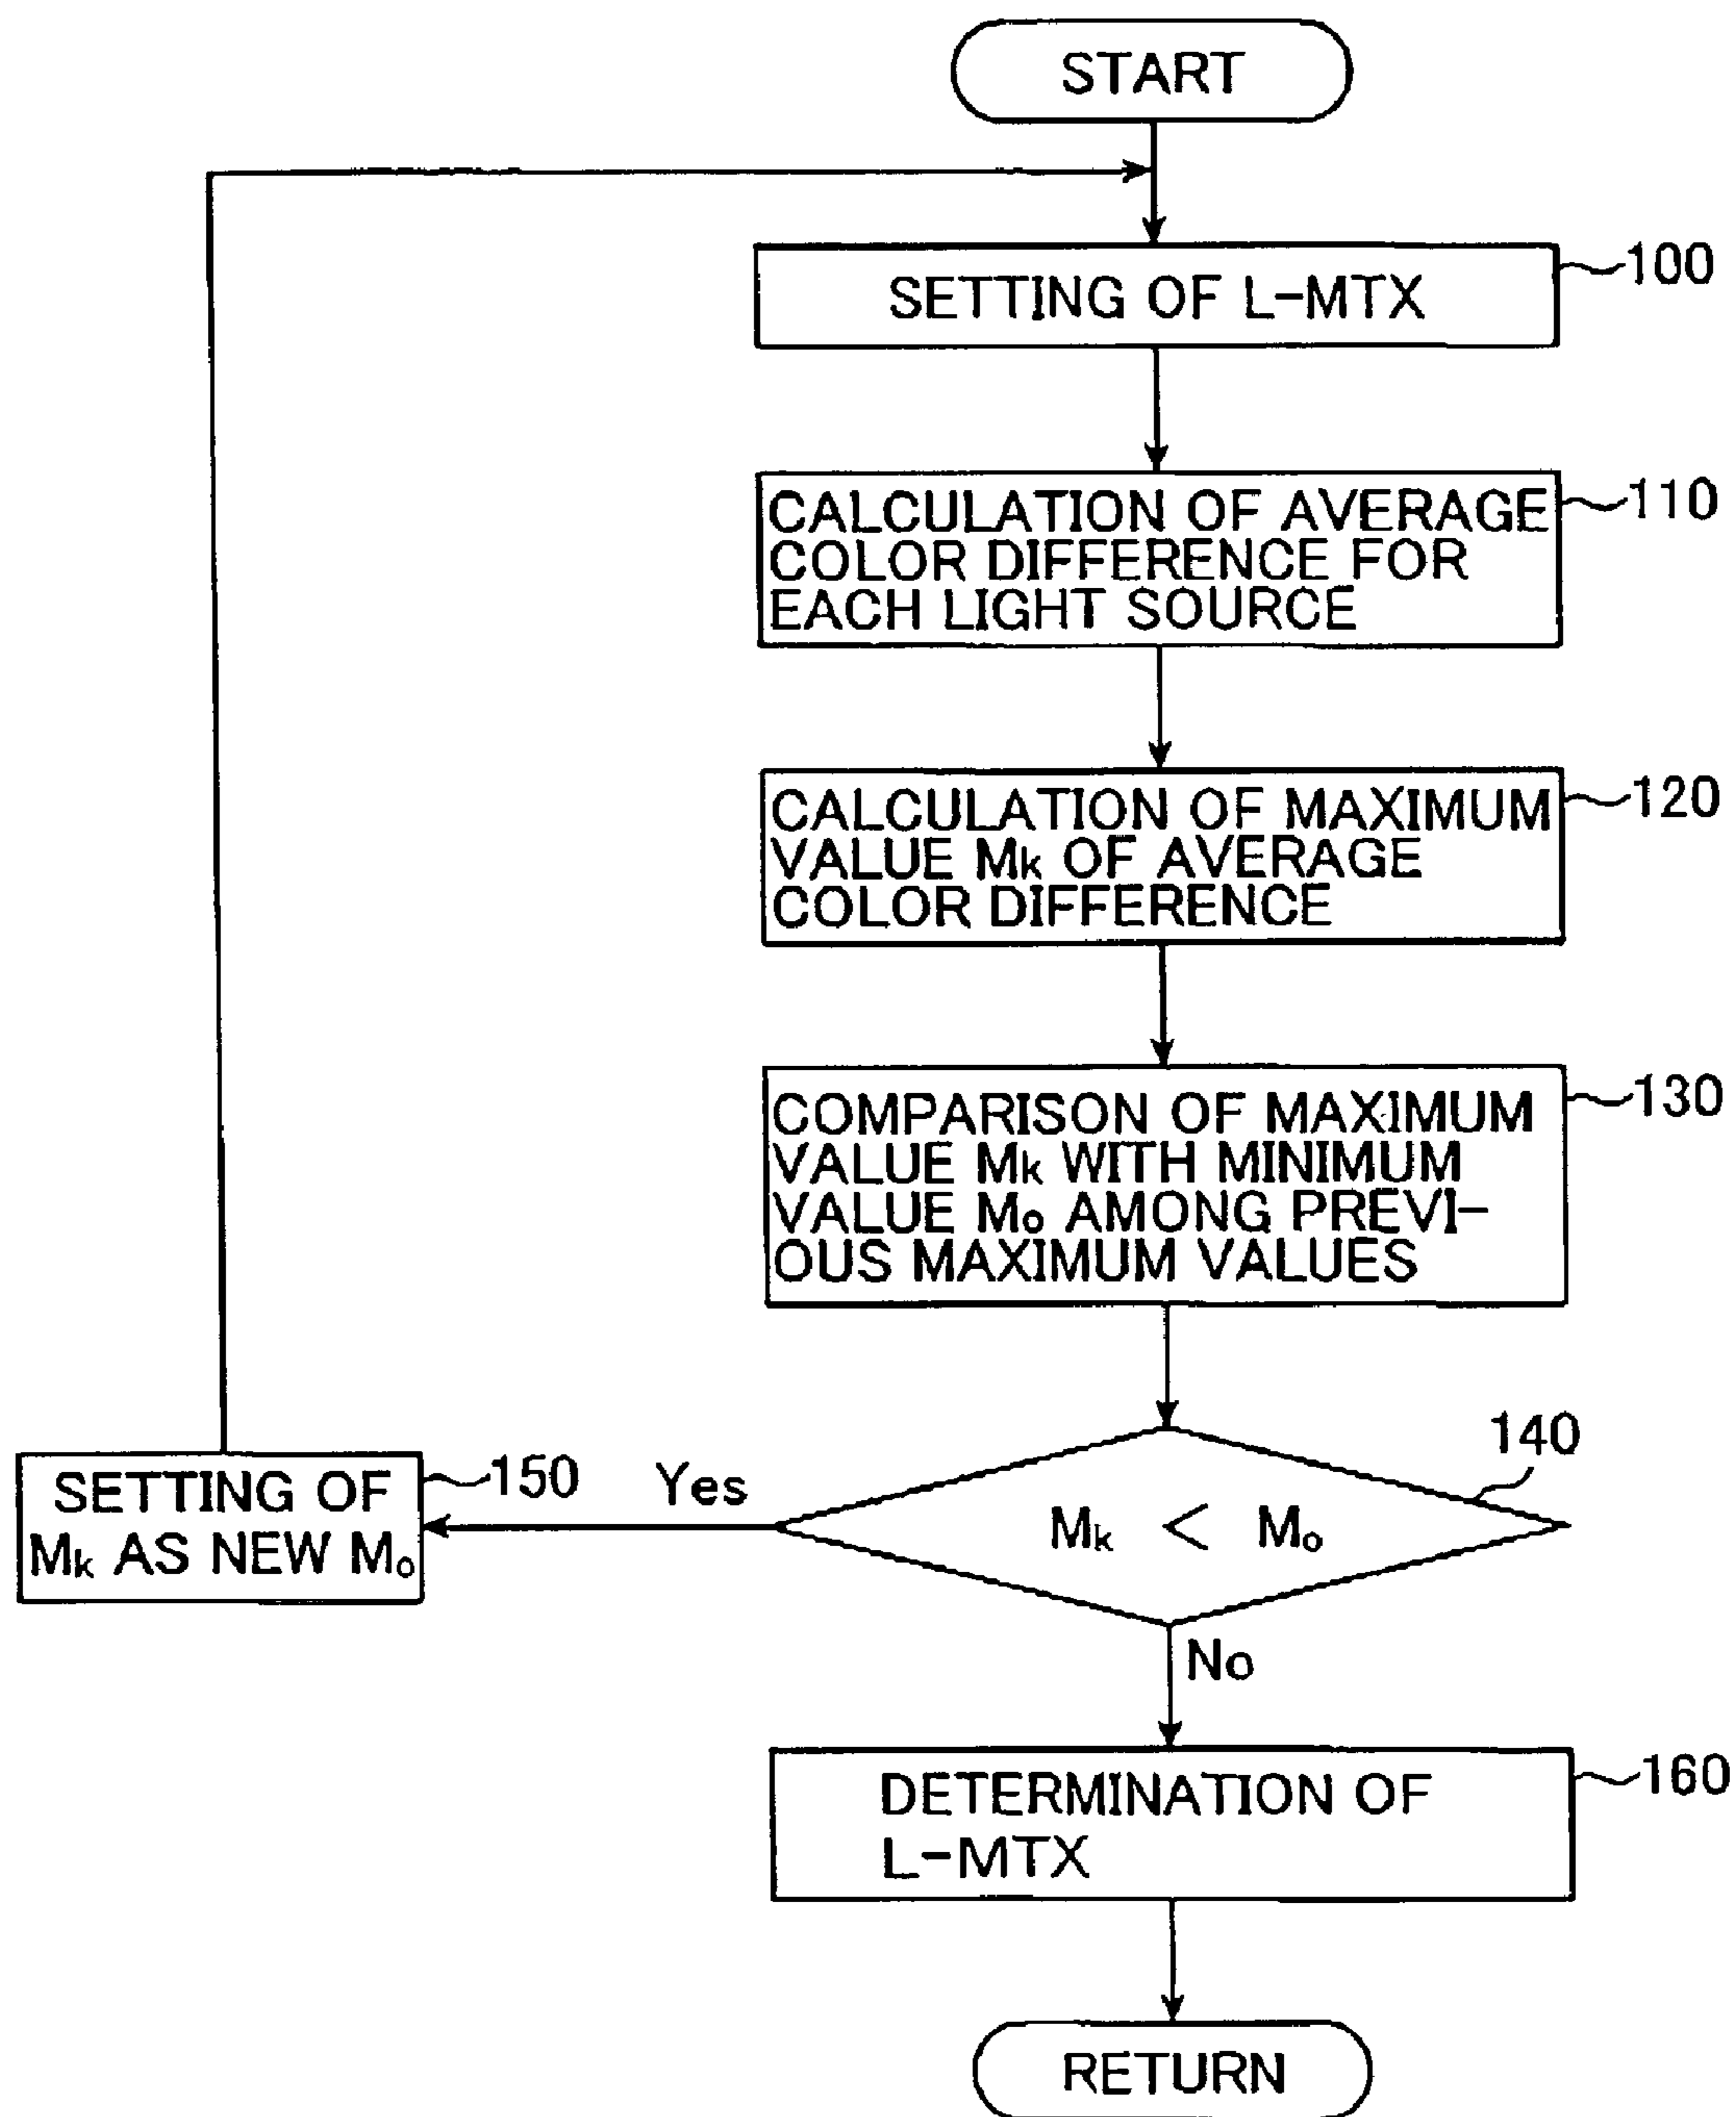 START
SETTING OF L-MTX
100
CALCULATION OF AVERAGE
COLOR DIFFERENCE FOR
EACH LIGHT SOURCE
110
CALCULATION OF MAXIMUM
VALUE Mk OF AVERAGE
COLOR DIFFERENCE
120
COMPARISON OF MAXIMUM
VALUE Mk WITH MINIMUM
VALUE Mo AMONG PREVI-
OUS MAXIMUM VALUES
130
Mk < Mo
140
Yes
SETTING OF
Mk AS NEW Mo
150
No
DETERMINATION OF
L-MTX
160
RETURN